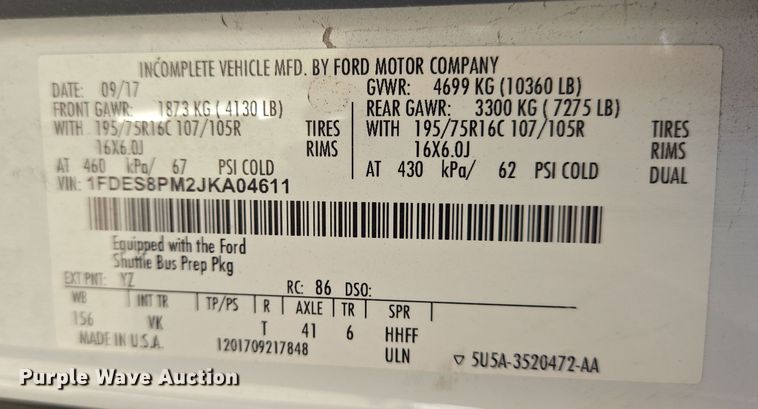 INCOMPLETE VEHICLE MFD. BY FORD MOTOR COMPANY
DATE: 09/17 GVWR: 4699 KG (10360 LB)
FRONT GAWR: 1873 KG ( 4130 LB) REAR GAWR: 3300 KG ( 7275 LB)
WITH 195/75R16C 107/105R TIRES WITH 195/75R16C 107/105R TIRES
16X6.0J RIMS 16X6.0J RIMS
AT 460 kPa/ 67 PSI COLD AT 430 kPa/ 62 PSI COLD DUAL
VIN: 1FDES8PM2JKA04611
Equipped with the Ford
Shuttle Bus Prep Pkg
EXT PNT: YZ RC: 86 DSO:
WB INT TR TP/PS R AXLE TR SPR
156 VK T 41 6 HHFF
MADE IN U.S.A. 1201709217848 ULN ▽ 5U5A-3520472-AA
Purple Wave Auction